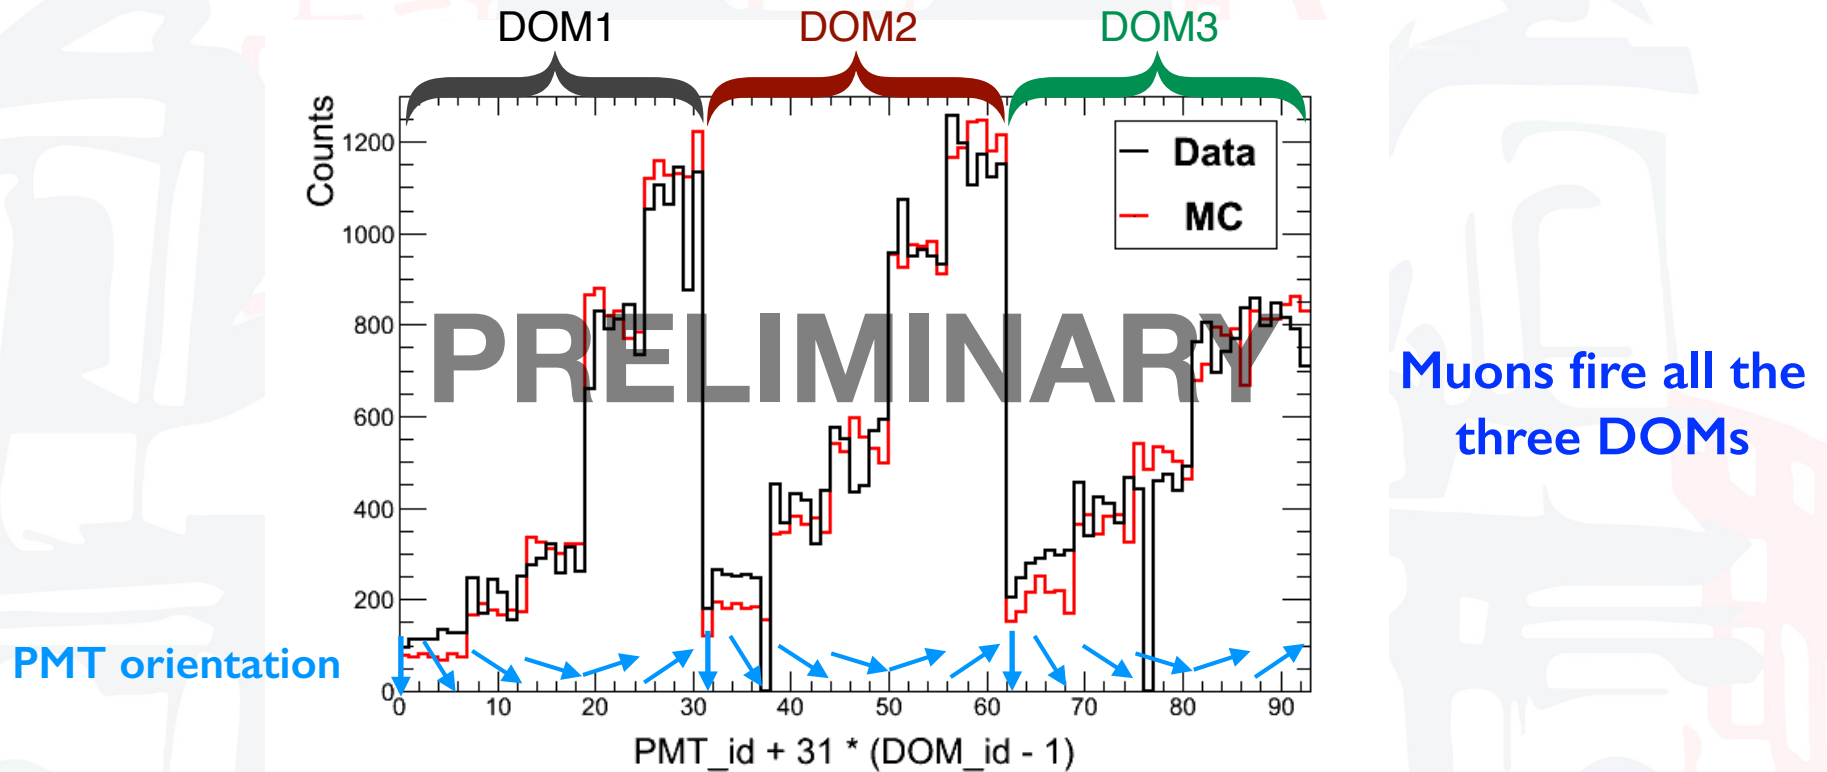 DOM1 DOM2 DOM3
Counts
1200
1000
800
600
400
200
0
Data
MC
PRELIMINARY
Muons fire all the
three DOMs
PMT orientation
0 10 20 30 40 50 60 70 80 90
PMT_id + 31 * (DOM_id - 1)